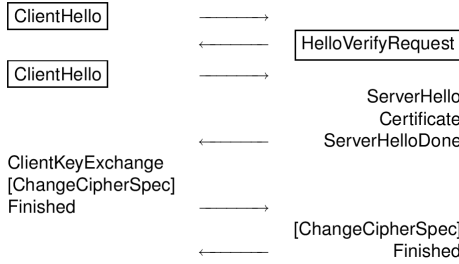 ClientHello
HelloVerifyRequest
ClientHello
ServerHello
Certificate
ServerHelloDone
ClientKeyExchange
[ChangeCipherSpec]
Finished
[ChangeCipherSpec]
Finished